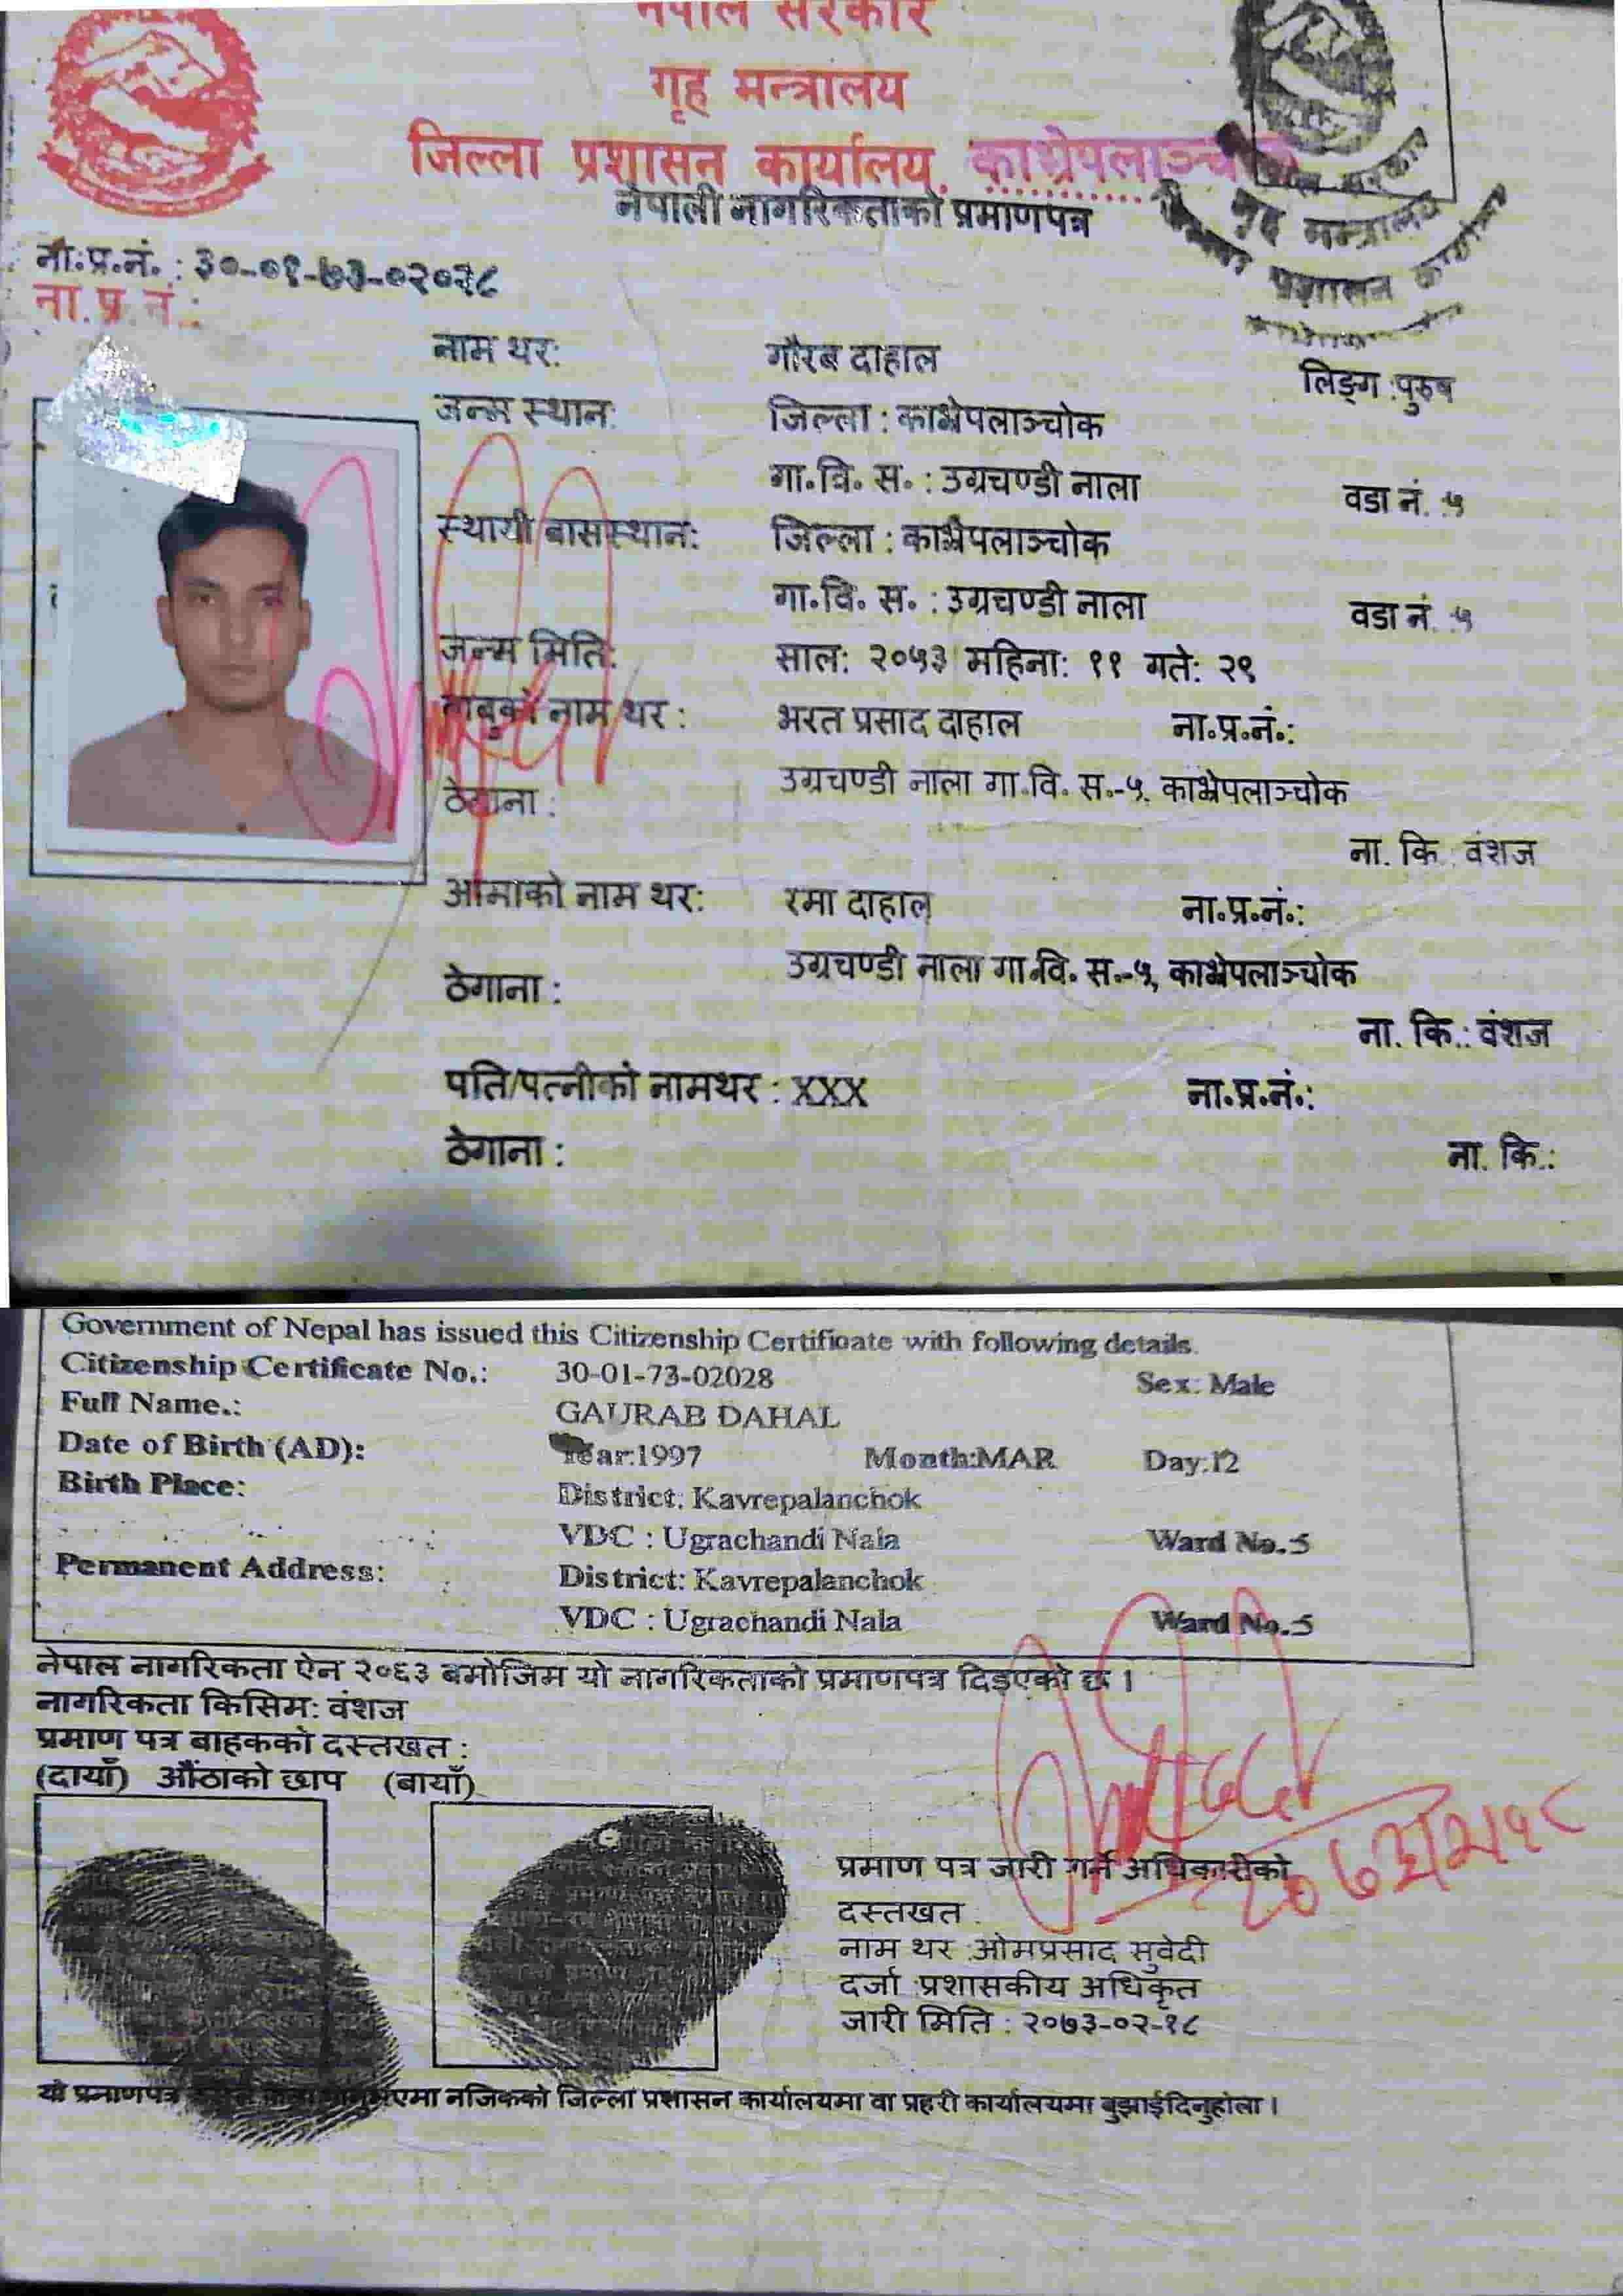 नेपाल सरकार
गृह मन्त्रालय
जिल्ला प्रशासन कार्यालय, काभ्रेपलाञ्चोक
नेपाली नागरिकताको प्रमाणपत्र
गृह मन्त्रालय
प्रशासन
ना.प्र.नं. : ३०-०१-७३-०२०२८
ना.प्र.नं.:
नाम थर: गौरब दाहाल लिङ्ग :पुरुष
जन्म स्थान: जिल्ला : काभ्रेपलाञ्चोक
गा.वि. स. : उग्रचण्डी नाला वडा नं. :५
स्थायी बासस्थान: जिल्ला : काभ्रेपलाञ्चोक
गा.वि. स. : उग्रचण्डी नाला वडा नं. :५
जन्म मिति: साल: २०५३ महिना: ११ गते: २९
बाबुको नाम थर : भरत प्रसाद दाहाल ना.प्र.नं.:
ठेगाना : उग्रचण्डी नाला गा.वि. स.-५, काभ्रेपलाञ्चोक
ना. कि.: वंशज
आमाको नाम थर: रमा दाहाल ना.प्र.नं.:
ठेगाना : उग्रचण्डी नाला गा.वि. स.-५, काभ्रेपलाञ्चोक
ना. कि.: वंशज
पति/पत्नीको नामथर : XXX ना.प्र.नं.:
ठेगाना : ना. कि.:
Government of Nepal has issued this Citizenship Certificate with following details.
Citizenship Certificate No.: 30-01-73-02028 Sex: Male
Full Name.: GAURAB DAHAL
Date of Birth (AD): Year:1997 Month:MAR Day:12
Birth Place: District: Kavrepalanchok
VDC : Ugrachandi Nala Ward No.5
Permanent Address: District: Kavrepalanchok
VDC : Ugrachandi Nala Ward No.5
नेपाल नागरिकता ऐन २०६३ बमोजिम यो नागरिकताको प्रमाणपत्र दिइएको छ ।
नागरिकता किसिम: वंशज
प्रमाण पत्र बाहकको दस्तखत :
(दायाँ) औंठाको छाप (बायाँ)
प्रमाण पत्र जारी गर्ने अधिकारीको
दस्तखत :
नाम थर :ओमप्रसाद सुवेदी
दर्जा :प्रशासकीय अधिकृत
जारी मिति : २०७३-०२-१८
यो प्रमाणपत्र नजिकको जिल्ला प्रशासन कार्यालयमा वा प्रहरी कार्यालयमा बुझाईदिनुहोला ।